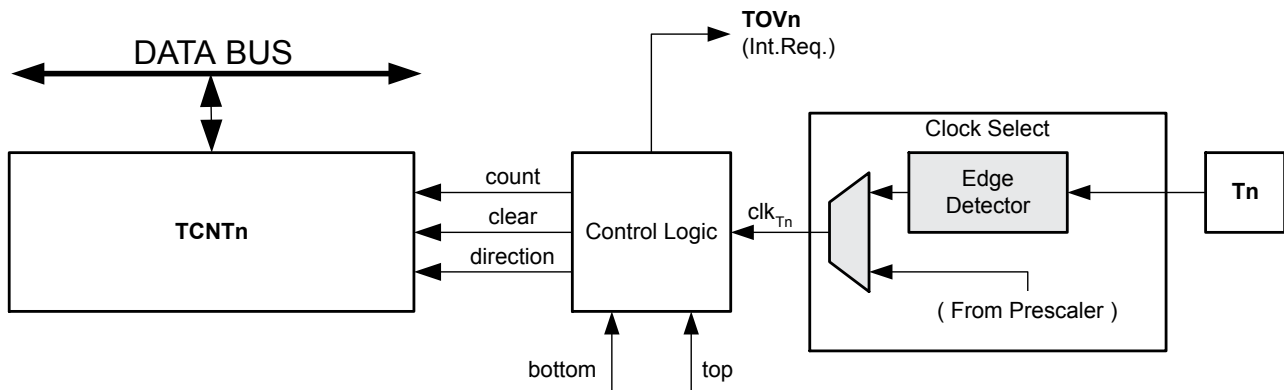 TOVn
(Int.Req.)
DATA BUS
Clock Select
count
Edge
Detector
Tn
TCNTn
clear
Control Logic
clkTn
direction
( From Prescaler )
bottom
top